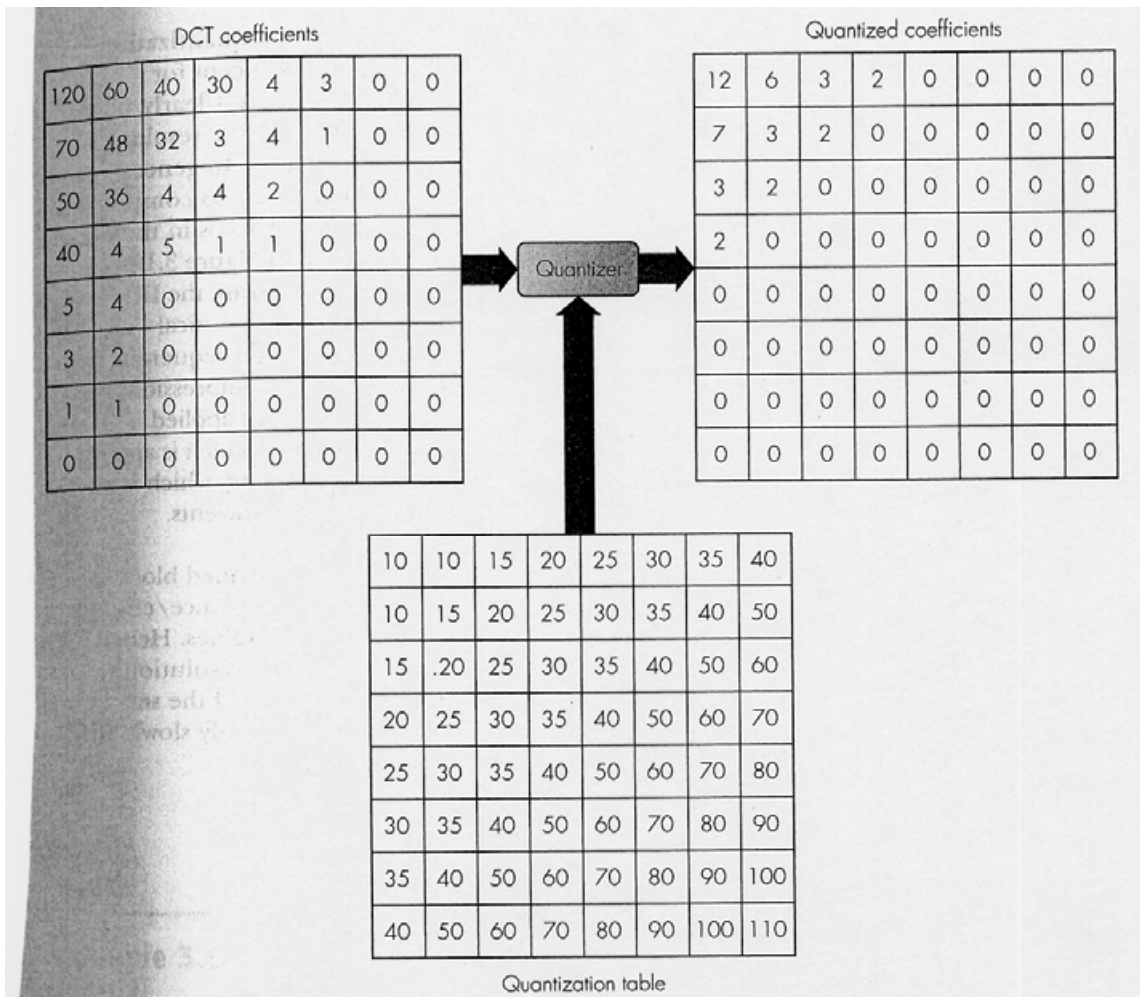 DCT coefficients
120 60 40 30 4 3 0 0
70 48 32 3 4 1 0 0
50 36 4 4 2 0 0 0
40 4 5 1 1 0 0 0
5 4 0 0 0 0 0 0
3 2 0 0 0 0 0 0
1 1 0 0 0 0 0 0
0 0 0 0 0 0 0 0
Quantizer
Quantized coefficients
12 6 3 2 0 0 0 0
7 3 2 0 0 0 0 0
3 2 0 0 0 0 0 0
2 0 0 0 0 0 0 0
0 0 0 0 0 0 0 0
0 0 0 0 0 0 0 0
0 0 0 0 0 0 0 0
0 0 0 0 0 0 0 0
10 10 15 20 25 30 35 40
10 15 20 25 30 35 40 50
15 .20 25 30 35 40 50 60
20 25 30 35 40 50 60 70
25 30 35 40 50 60 70 80
30 35 40 50 60 70 80 90
35 40 50 60 70 80 90 100
40 50 60 70 80 90 100 110
Quantization table